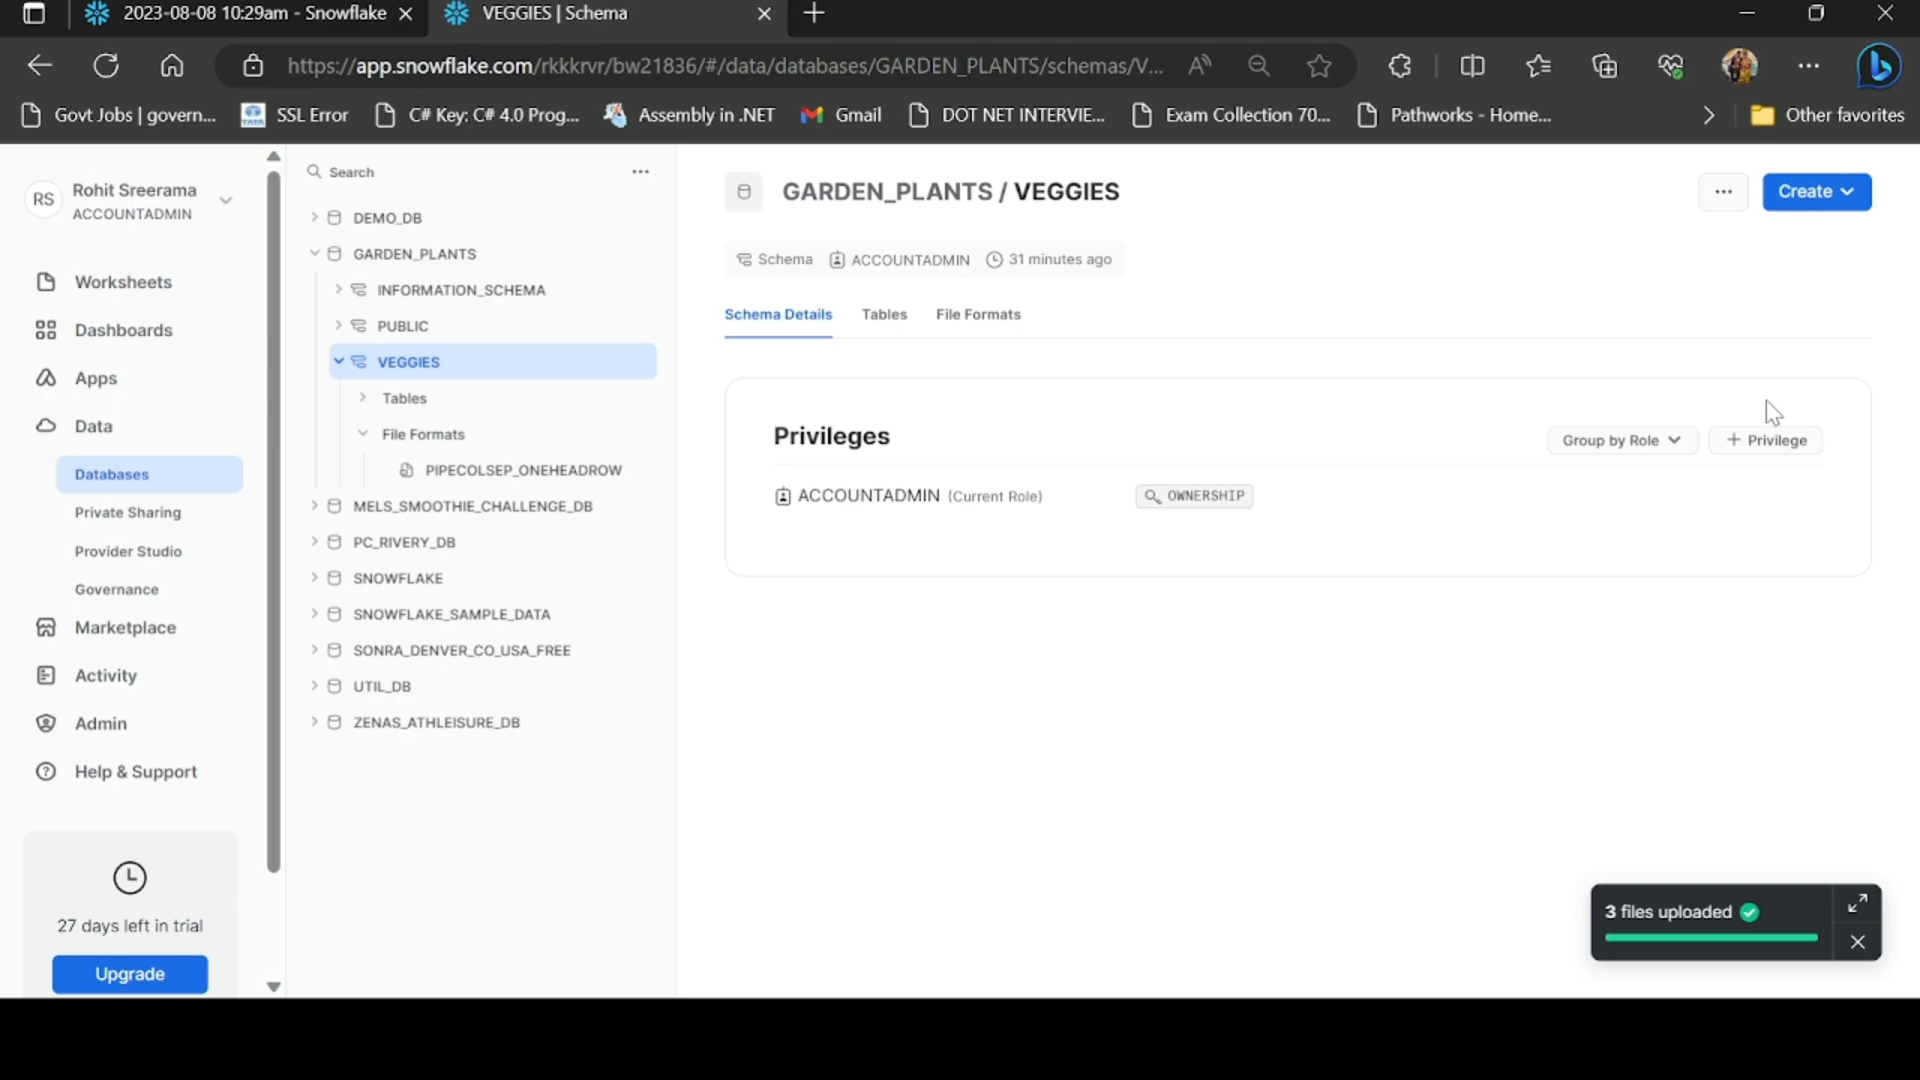 2023-08-08 10:29am - Snowflake
VEGGIES | Schema
https://app.snowflake.com/rkkkrvr/bw21836/#/data/databases/GARDEN_PLANTS/schemas/V...
Govt Jobs | govern...
SSL Error
C# Key: C# 4.0 Prog...
Assembly in .NET
Gmail
DOT NET INTERVIE...
Exam Collection 70...
Pathworks - Home...
Other favorites
RS
Rohit Sreerama
ACCOUNTADMIN
Worksheets
Dashboards
Apps
Data
Databases
Private Sharing
Provider Studio
Governance
Marketplace
Activity
Admin
Help & Support
27 days left in trial
Upgrade
Search
DEMO_DB
GARDEN_PLANTS
INFORMATION_SCHEMA
PUBLIC
VEGGIES
Tables
File Formats
PIPECOLSEP_ONEHEADROW
MELS_SMOOTHIE_CHALLENGE_DB
PC_RIVERY_DB
SNOWFLAKE
SNOWFLAKE_SAMPLE_DATA
SONRA_DENVER_CO_USA_FREE
UTIL_DB
ZENAS_ATHLEISURE_DB
GARDEN_PLANTS / VEGGIES
Create
Schema
ACCOUNTADMIN
31 minutes ago
Schema Details
Tables
File Formats
Privileges
Group by Role
+ Privilege
ACCOUNTADMIN (Current Role)
OWNERSHIP
3 files uploaded